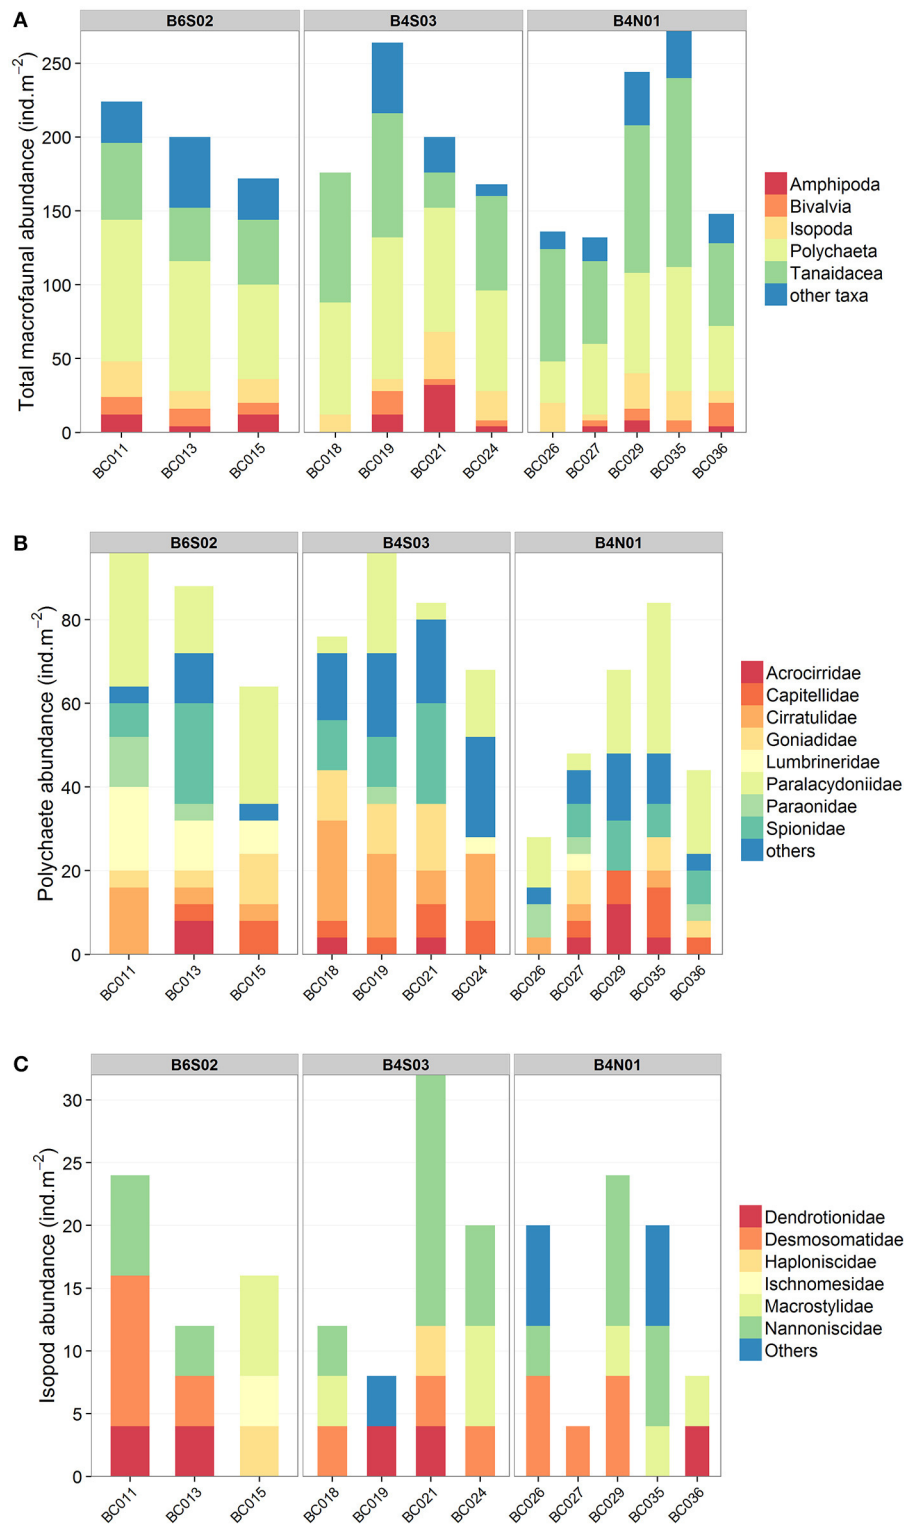 A
B6S02 B4S03 B4N01
Total macrofaunal abundance (ind.m−2)
250
200
150
100
50
0
BC011 BC013 BC015 BC018 BC019 BC021 BC024 BC026 BC027 BC029 BC035 BC036
Amphipoda
Bivalvia
Isopoda
Polychaeta
Tanaidacea
other taxa
B
B6S02 B4S03 B4N01
Polychaete abundance (ind.m−2)
80
60
40
20
0
BC011 BC013 BC015 BC018 BC019 BC021 BC024 BC026 BC027 BC029 BC035 BC036
Acrocirridae
Capitellidae
Cirratulidae
Goniadidae
Lumbrineridae
Paralacydoniidae
Paraonidae
Spionidae
others
C
B6S02 B4S03 B4N01
Isopod abundance (ind.m−2)
30
25
20
15
10
5
0
BC011 BC013 BC015 BC018 BC019 BC021 BC024 BC026 BC027 BC029 BC035 BC036
Dendrotionidae
Desmosomatidae
Haploniscidae
Ischnomesidae
Macrostylidae
Nannoniscidae
Others